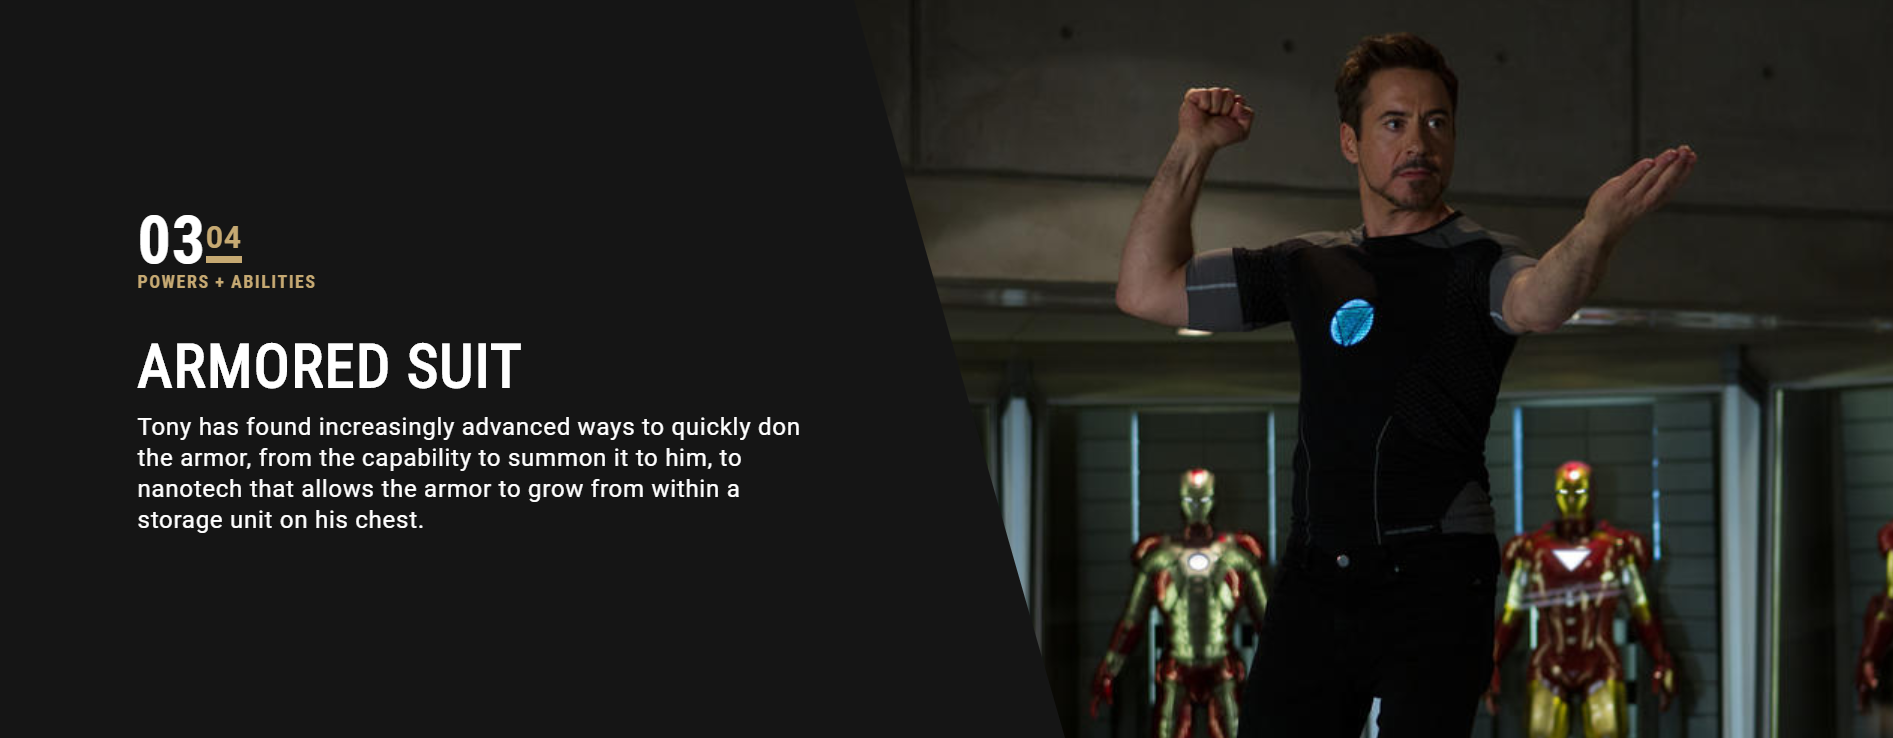 0304
POWERS + ABILITIES
ARMORED SUIT
Tony has found increasingly advanced ways to quickly don
the armor, from the capability to summon it to him, to
nanotech that allows the armor to grow from within a
storage unit on his chest.